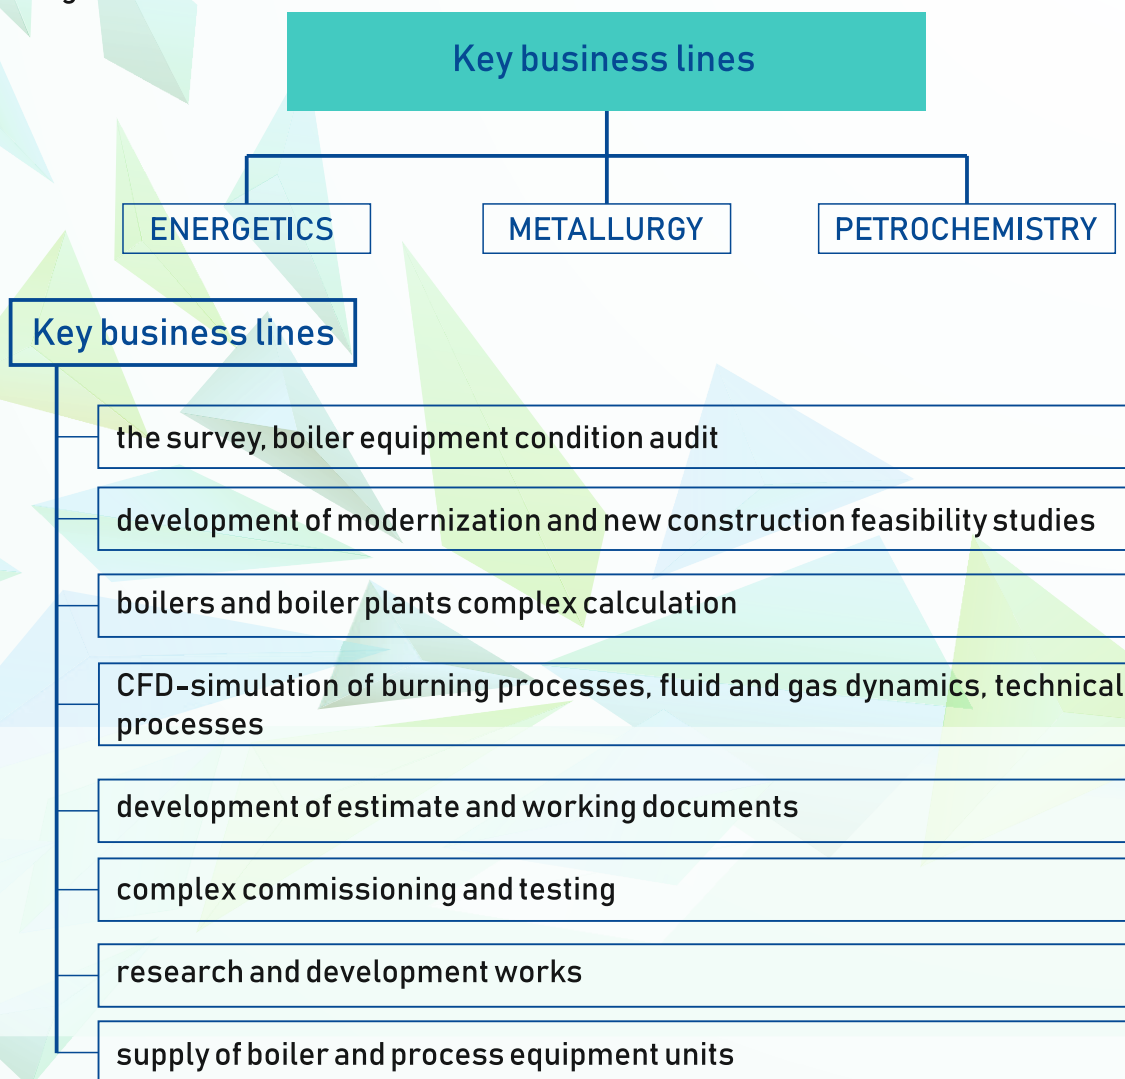 Key business lines
ENERGETICS
METALLURGY
PETROCHEMISTRY
Key business lines
the survey, boiler equipment condition audit
development of modernization and new construction feasibility studies
boilers and boiler plants complex calculation
CFD-simulation of burning processes, fluid and gas dynamics, technical
processes
development of estimate and working documents
complex commissioning and testing
research and development works
supply of boiler and process equipment units